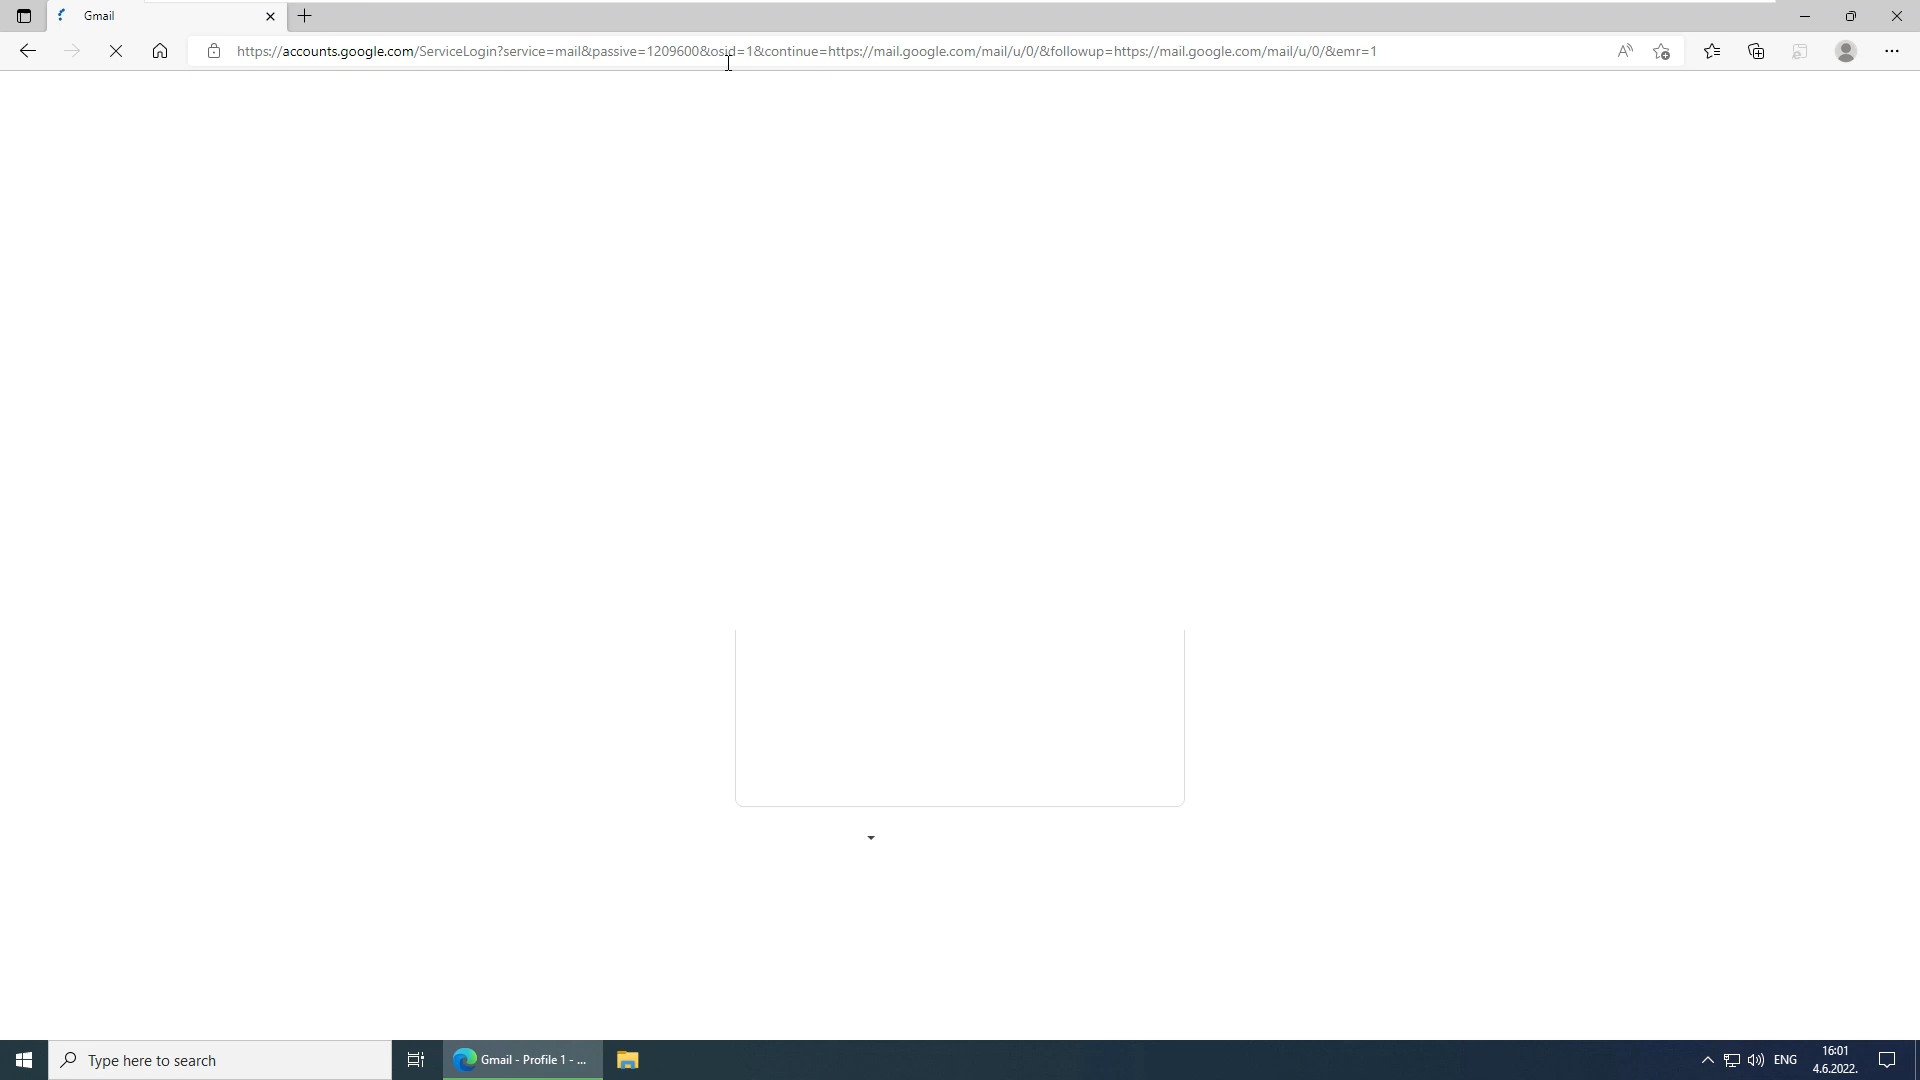 Gmail
https://accounts.google.com/ServiceLogin?service=mail&passive=1209600&osid=1&continue=https://mail.google.com/mail/u/0/&followup=https://mail.google.com/mail/u/0/&emr=1
Type here to search
Gmail - Profile 1 - ...
ENG
16:01
4.6.2022.